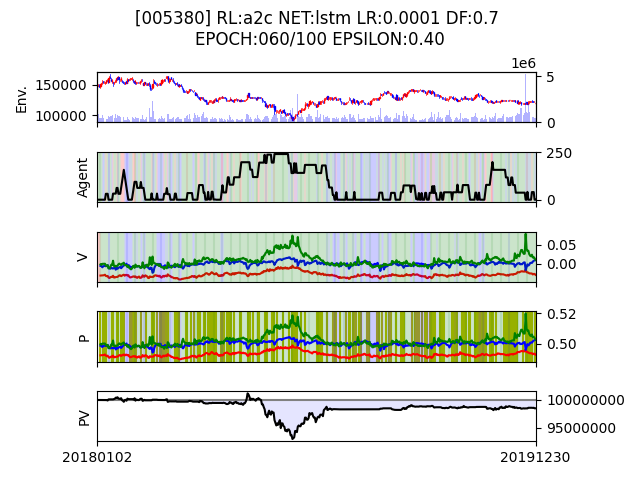 [005380] RL:a2c NET:lstm LR:0.0001 DF:0.7
EPOCH:060/100 EPSILON:0.40
1e6
Env.
150000
100000
5
0
Agent
250
0
V
0.05
0.00
P
0.52
0.50
PV
100000000
95000000
20180102
20191230